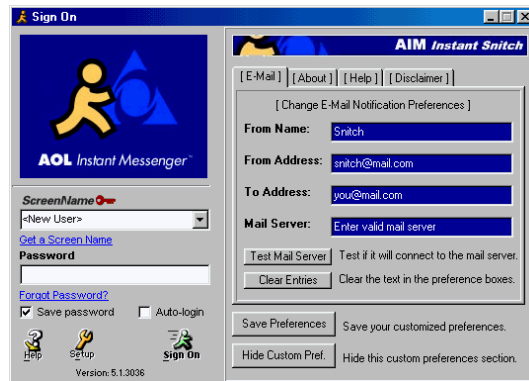 Sign On
AOL Instant Messenger
ScreenName
<New User>
Get a Screen Name
Password
Forgot Password?
Save password
Auto-login
Help
Setup
Sign On
Version: 5.1.3036
AIM Instant Snitch
[ E-Mail ]
[ About ]
[ Help ]
[ Disclaimer ]
[ Change E-Mail Notification Preferences ]
From Name:
Snitch
From Address:
snitch@mail.com
To Address:
you@mail.com
Mail Server:
Enter valid mail server
Test Mail Server
Test if it will connect to the mail server.
Clear Entries
Clear the text in the preference boxes.
Save Preferences
Save your customized preferences.
Hide Custom Pref.
Hide this custom preferences section.